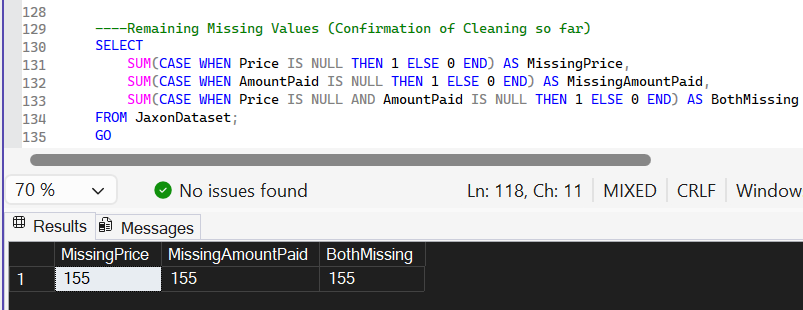 128
129 ----Remaining Missing Values (Confirmation of Cleaning so far)
130 SELECT
131 SUM(CASE WHEN Price IS NULL THEN 1 ELSE 0 END) AS MissingPrice,
132 SUM(CASE WHEN AmountPaid IS NULL THEN 1 ELSE 0 END) AS MissingAmountPaid,
133 SUM(CASE WHEN Price IS NULL AND AmountPaid IS NULL THEN 1 ELSE 0 END) AS BothMissing
134 FROM JaxonDataset;
135 GO
70 % No issues found Ln: 118, Ch: 11 MIXED CRLF Window
Results Messages
MissingPrice MissingAmountPaid BothMissing
1 155 155 155